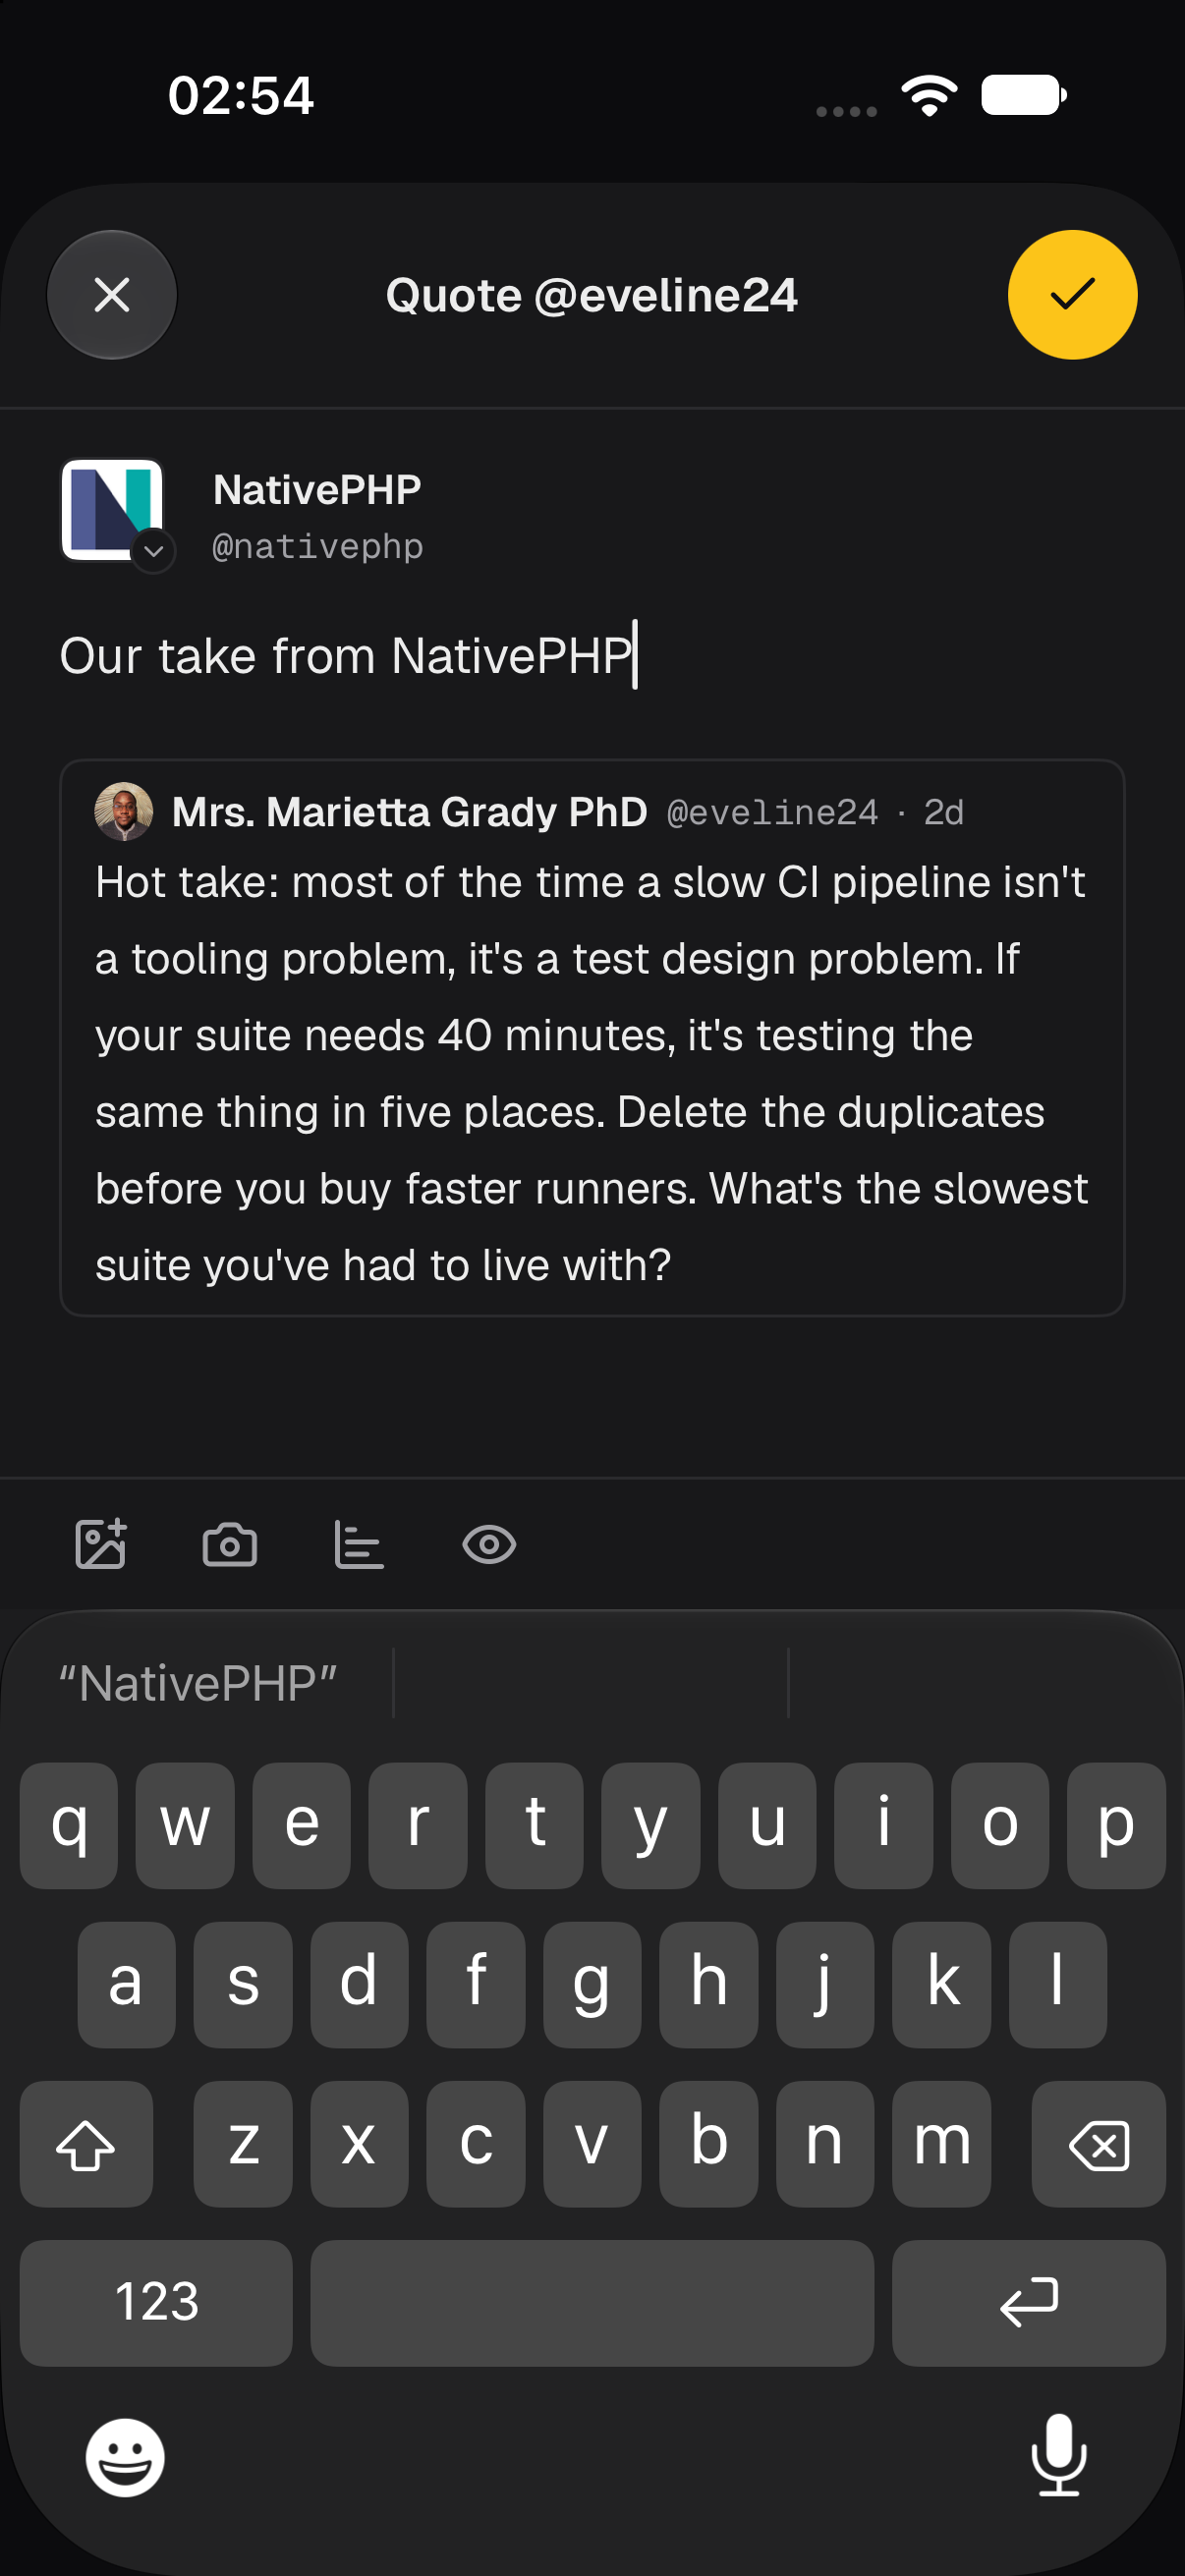 02:54
Quote @eveline24
NativePHP
@nativephp
Our take from NativePHP
Mrs. Marietta Grady PhD @eveline24 · 2d
Hot take: most of the time a slow CI pipeline isn't
a tooling problem, it's a test design problem. If
your suite needs 40 minutes, it's testing the
same thing in five places. Delete the duplicates
before you buy faster runners. What's the slowest
suite you've had to live with?
“NativePHP”
q w e r t y u i o p
a s d f g h j k l
z x c v b n m
123